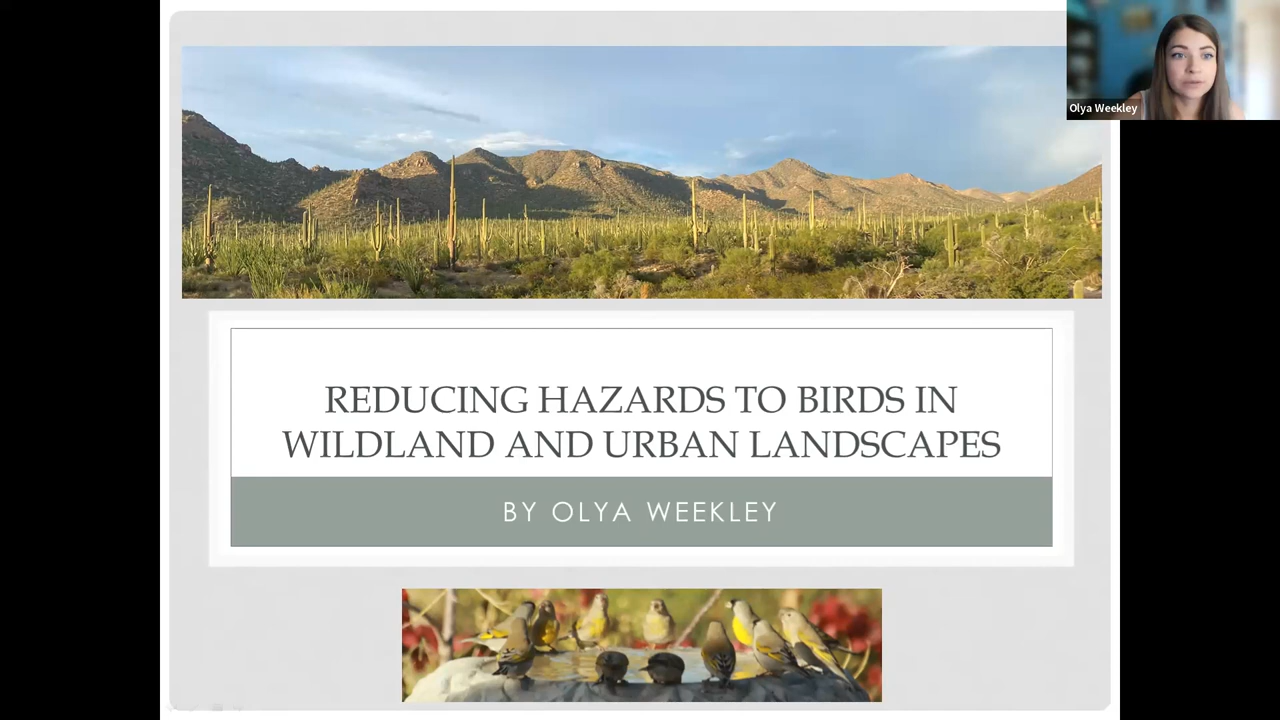 Olya Weekley
REDUCING HAZARDS TO BIRDS IN
WILDLAND AND URBAN LANDSCAPES
BY OLYA WEEKLEY